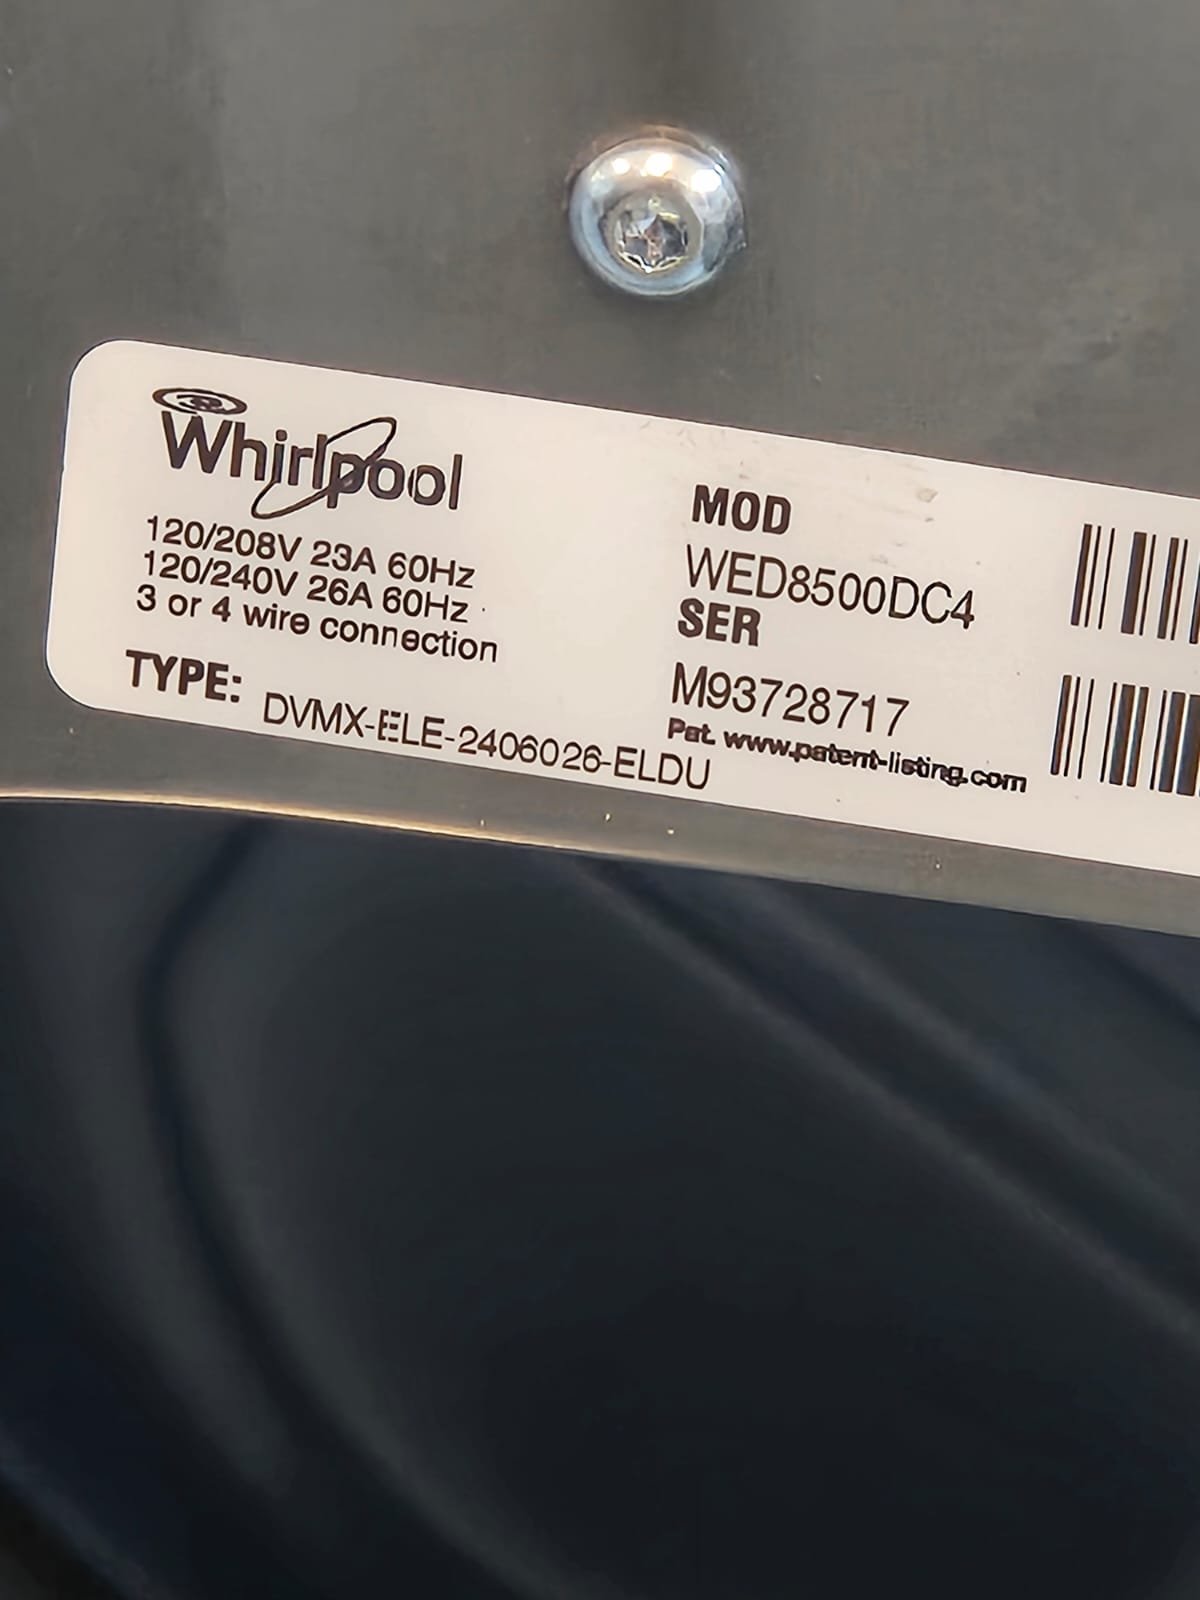 Whirlpool
120/208V 23A 60Hz
120/240V 26A 60Hz
3 or 4 wire connection
TYPE: DVMX-ELE-2406026-ELDU
MOD
WED8500DC4
SER
M93728717
Pat. www.patent-listing.com